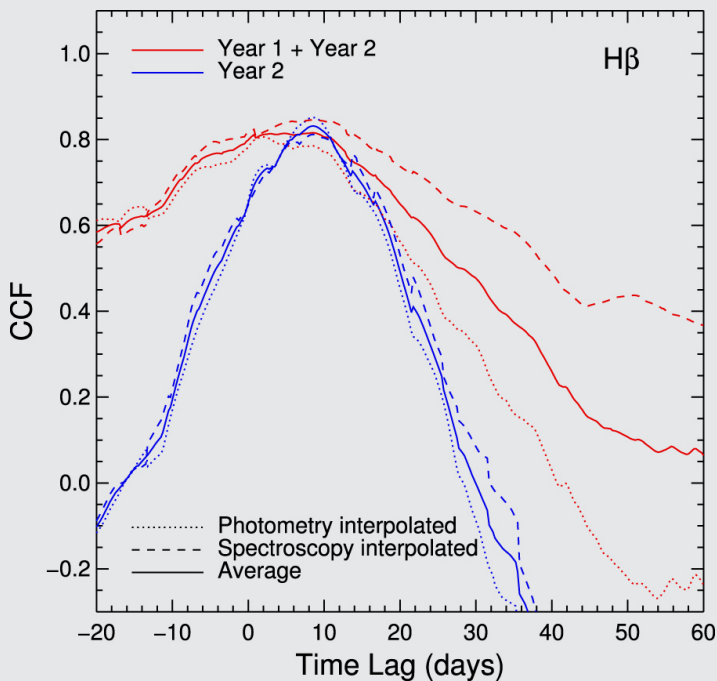 Year 1 + Year 2
Year 2
Hβ
1.0
0.8
0.6
0.4
0.2
0.0
−0.2
CCF
Photometry interpolated
Spectroscopy interpolated
Average
−20 −10 0 10 20 30 40 50 60
Time Lag (days)